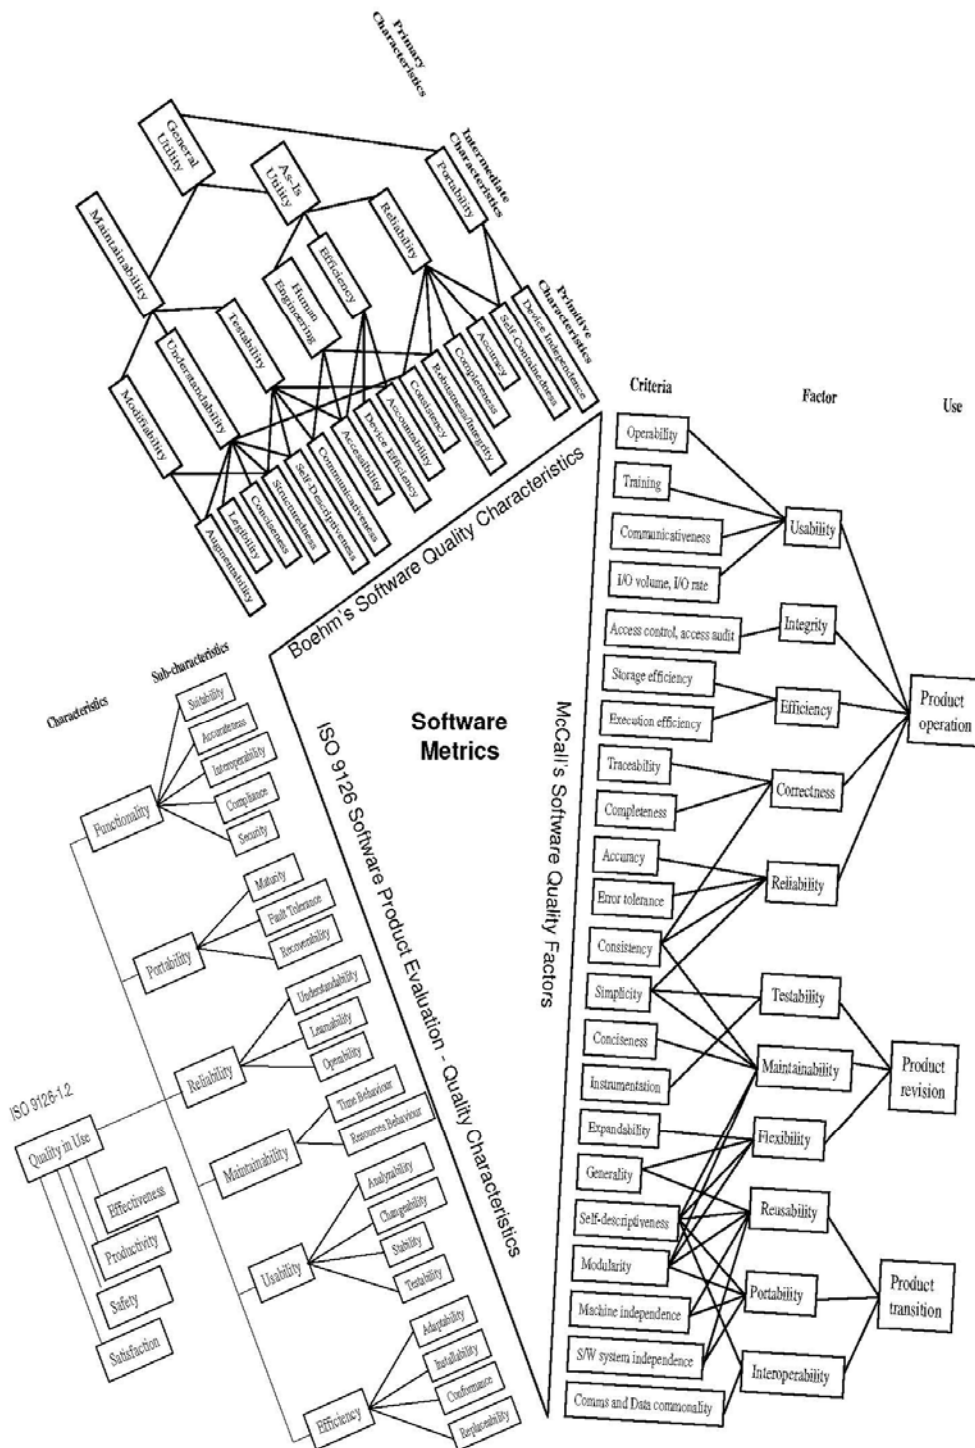 Primary
Characteristics
General
Utility
As-Is
Utility
Intermediate
Characteristics
Portability
Maintainability
Reliability
Efficiency
Human
Engineering
Testability
Understandability
Modifiability
Primitive
Characteristics
Device Independence
Self-Containedness
Accuracy
Completeness
Robustness/Integrity
Consistency
Accountability
Device Efficiency
Accessibility
Communicativeness
Self-Descriptiveness
Structuredness
Conciseness
Legibility
Augmentability
Boehm's Software Quality Characteristics
Software
Metrics
McCall's Software Quality Factors
Criteria
Factor
Use
Operability
Training
Communicativeness
I/O volume, I/O rate
Access control, access audit
Storage efficiency
Execution efficiency
Traceability
Completeness
Accuracy
Error tolerance
Consistency
Simplicity
Conciseness
Instrumentation
Expandability
Generality
Self-descriptiveness
Modularity
Machine independence
S/W system independence
Comms and Data commonality
Usability
Integrity
Efficiency
Correctness
Reliability
Testability
Maintainability
Flexibility
Reusability
Portability
Interoperability
Product
operation
Product
revision
Product
transition
ISO 9126 Software Product Evaluation - Quality Characteristics
Characteristics
Sub-characteristics
Functionality
Suitability
Accurateness
Interoperability
Compliance
Security
Portability
Maturity
Fault Tolerance
Recoverability
Reliability
Understandability
Learnability
Operability
Maintainability
Time Behaviour
Resources Behaviour
Usability
Analyzability
Changeability
Stability
Testability
Efficiency
Adaptability
Installability
Conformance
Replaceability
ISO 9126-1.2
Quality in Use
Effectiveness
Productivity
Safety
Satisfaction